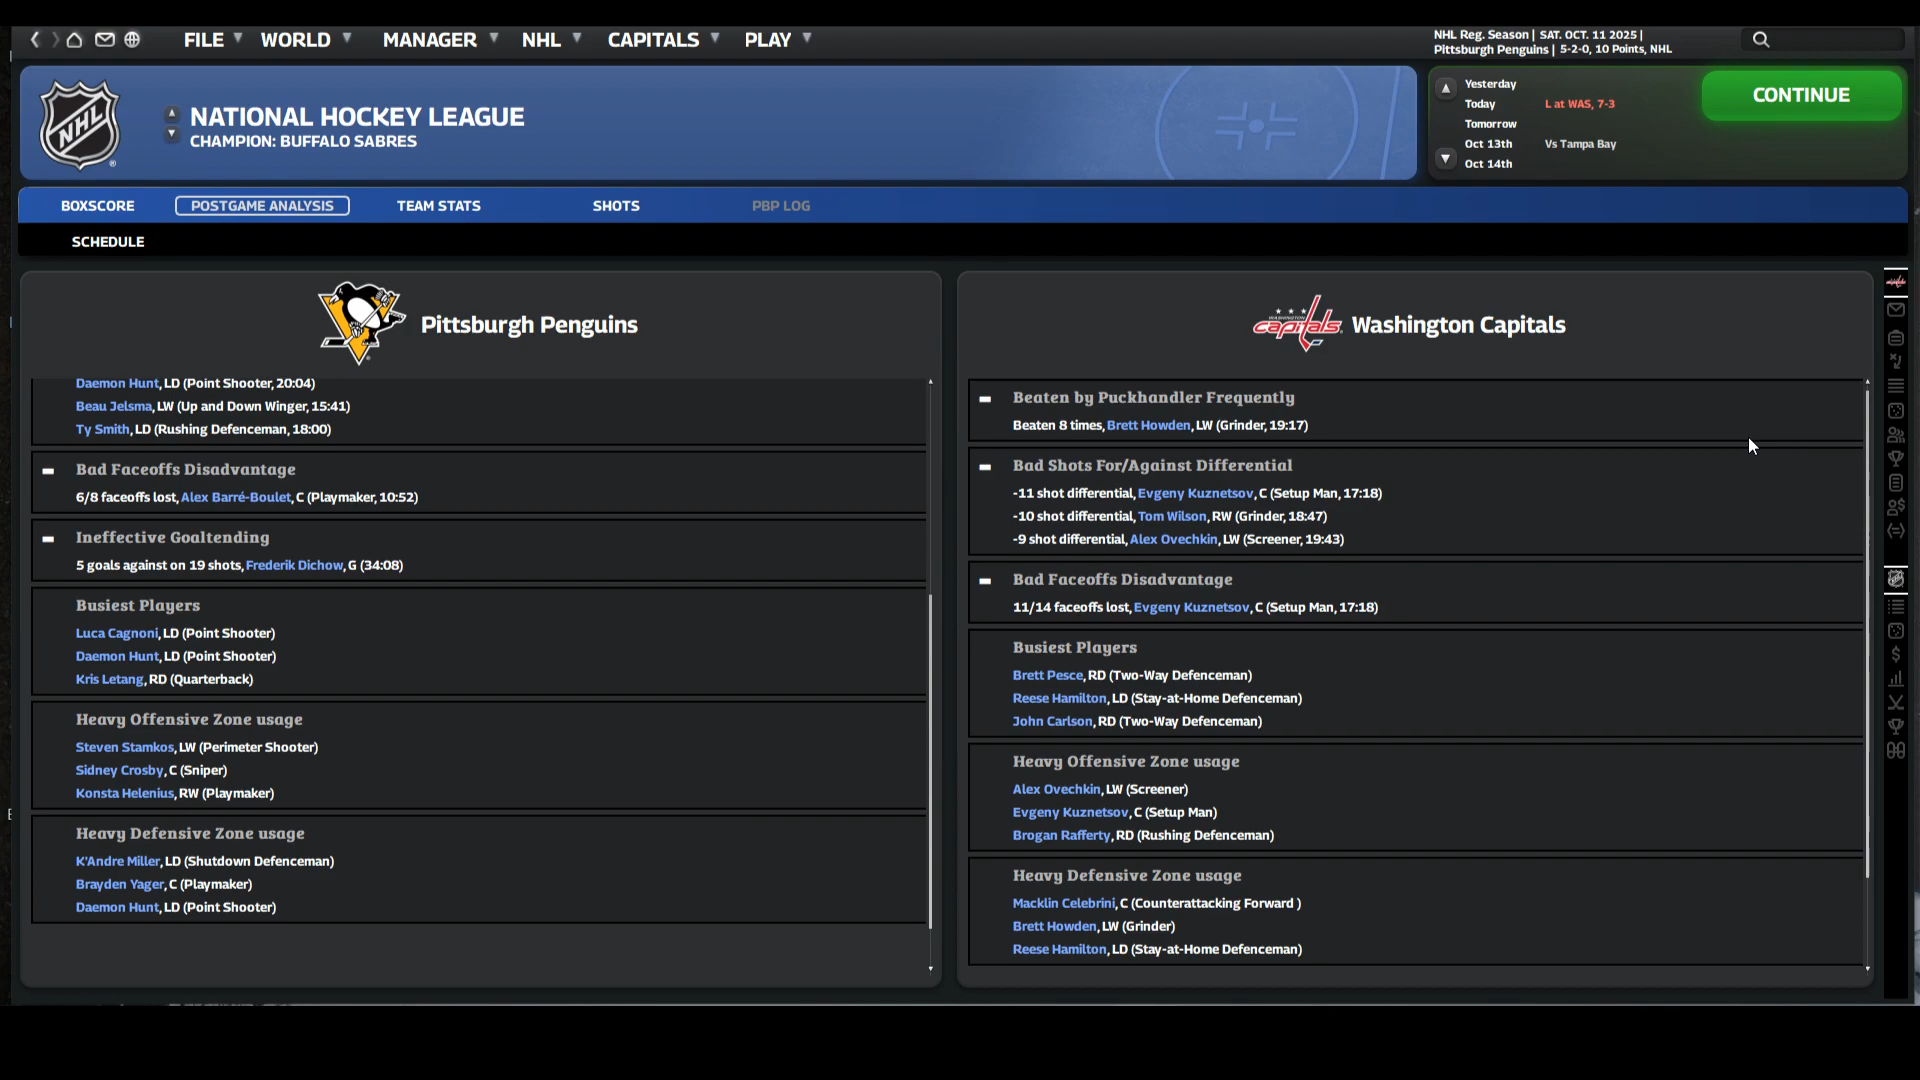 FILE WORLD MANAGER NHL CAPITALS PLAY
NHL Reg. Season | SAT. OCT. 11 2025 |
Pittsburgh Penguins | 5-2-0, 10 Points, NHL
NHL
NATIONAL HOCKEY LEAGUE
CHAMPION: BUFFALO SABRES
Yesterday
Today L at WAS, 7-3
Tomorrow
Oct 13th Vs Tampa Bay
Oct 14th
CONTINUE
BOXSCORE POSTGAME ANALYSIS TEAM STATS SHOTS PBP LOG
SCHEDULE
Pittsburgh Penguins
Daemon Hunt, LD (Point Shooter, 20:04)
Beau Jelsma, LW (Up and Down Winger, 15:41)
Ty Smith, LD (Rushing Defenceman, 18:00)
Bad Faceoffs Disadvantage
6/8 faceoffs lost, Alex Barré-Boulet, C (Playmaker, 10:52)
Ineffective Goaltending
5 goals against on 19 shots, Frederik Dichow, G (34:08)
Busiest Players
Luca Cagnoni, LD (Point Shooter)
Daemon Hunt, LD (Point Shooter)
Kris Letang, RD (Quarterback)
Heavy Offensive Zone usage
Steven Stamkos, LW (Perimeter Shooter)
Sidney Crosby, C (Sniper)
Konsta Helenius, RW (Playmaker)
Heavy Defensive Zone usage
K'Andre Miller, LD (Shutdown Defenceman)
Brayden Yager, C (Playmaker)
Daemon Hunt, LD (Point Shooter)
capitals Washington Capitals
Beaten by Puckhandler Frequently
Beaten 8 times, Brett Howden, LW (Grinder, 19:17)
Bad Shots For/Against Differential
-11 shot differential, Evgeny Kuznetsov, C (Setup Man, 17:18)
-10 shot differential, Tom Wilson, RW (Grinder, 18:47)
-9 shot differential, Alex Ovechkin, LW (Screener, 19:43)
Bad Faceoffs Disadvantage
11/14 faceoffs lost, Evgeny Kuznetsov, C (Setup Man, 17:18)
Busiest Players
Brett Pesce, RD (Two-Way Defenceman)
Reese Hamilton, LD (Stay-at-Home Defenceman)
John Carlson, RD (Two-Way Defenceman)
Heavy Offensive Zone usage
Alex Ovechkin, LW (Screener)
Evgeny Kuznetsov, C (Setup Man)
Brogan Rafferty, RD (Rushing Defenceman)
Heavy Defensive Zone usage
Macklin Celebrini, C (Counterattacking Forward )
Brett Howden, LW (Grinder)
Reese Hamilton, LD (Stay-at-Home Defenceman)